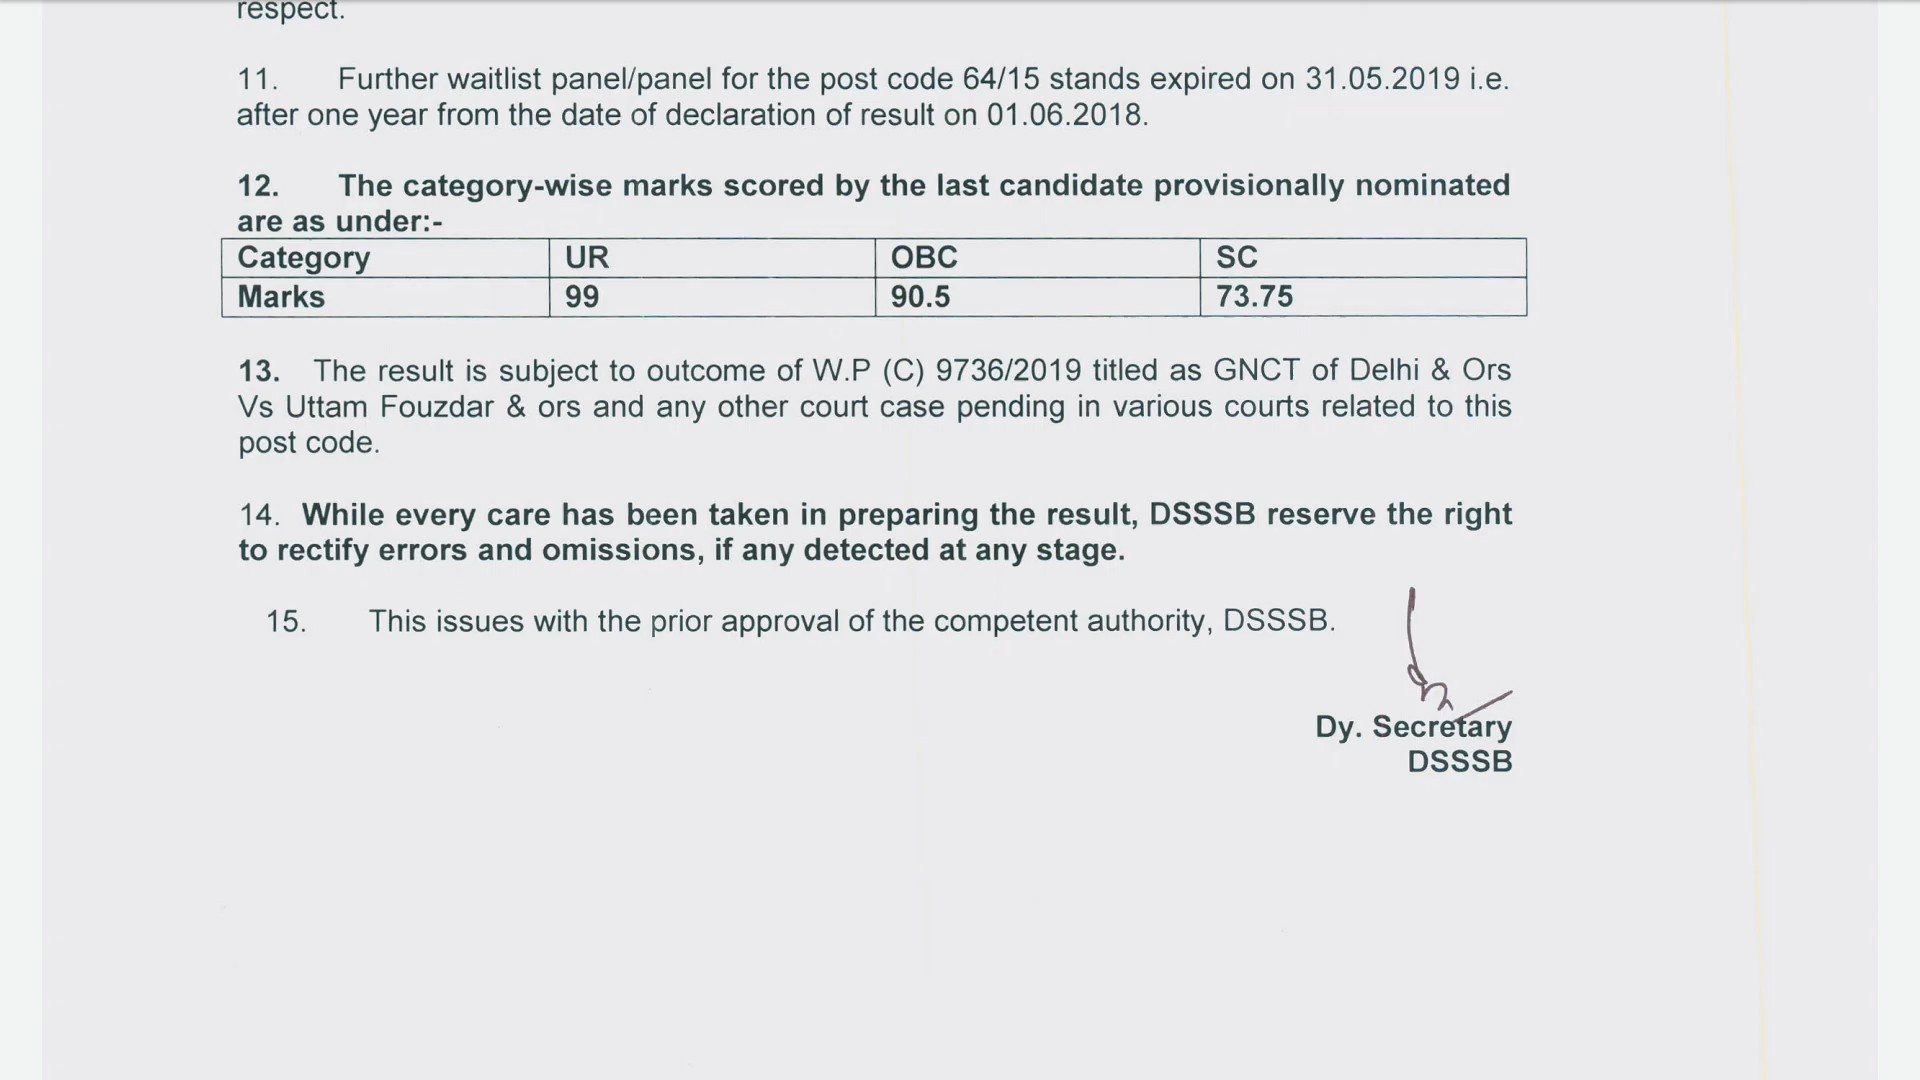 respect.
11. Further waitlist panel/panel for the post code 64/15 stands expired on 31.05.2019 i.e.
after one year from the date of declaration of result on 01.06.2018.
12. The category-wise marks scored by the last candidate provisionally nominated
are as under:-
Category UR OBC SC
Marks 99 90.5 73.75
13. The result is subject to outcome of W.P (C) 9736/2019 titled as GNCT of Delhi & Ors
Vs Uttam Fouzdar & ors and any other court case pending in various courts related to this
post code.
14. While every care has been taken in preparing the result, DSSSB reserve the right
to rectify errors and omissions, if any detected at any stage.
15. This issues with the prior approval of the competent authority, DSSSB.
Dy. Secretary
DSSSB